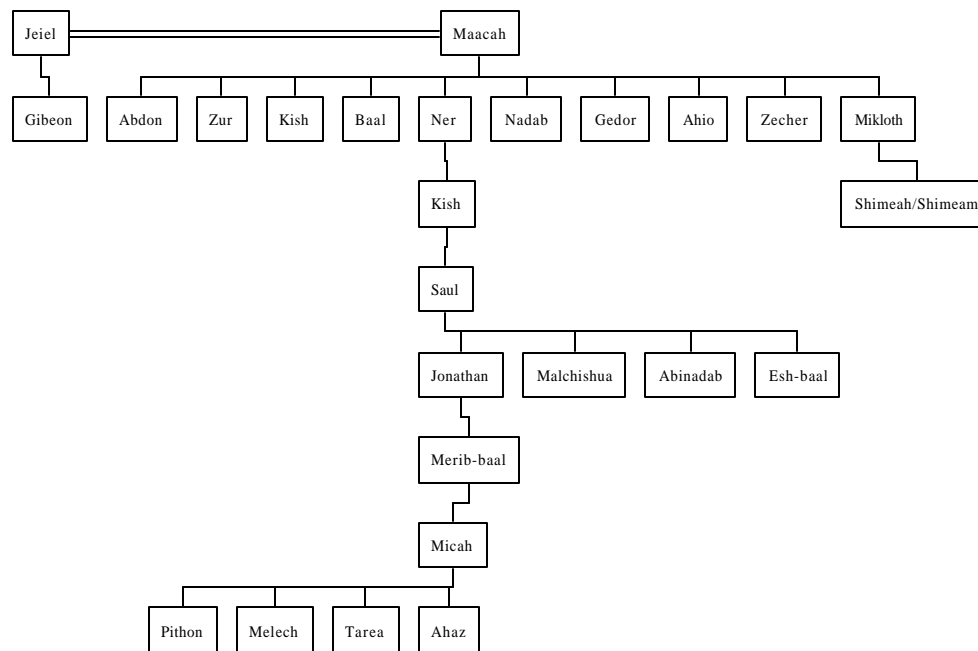 Jeiel Maacah
Gibeon Abdon Zur Kish Baal Ner Nadab Gedor Ahio Zecher Mikloth
Kish Shimeah/Shimeam
Saul
Jonathan Malchishua Abinadab Esh-baal
Merib-baal
Micah
Pithon Melech Tarea Ahaz